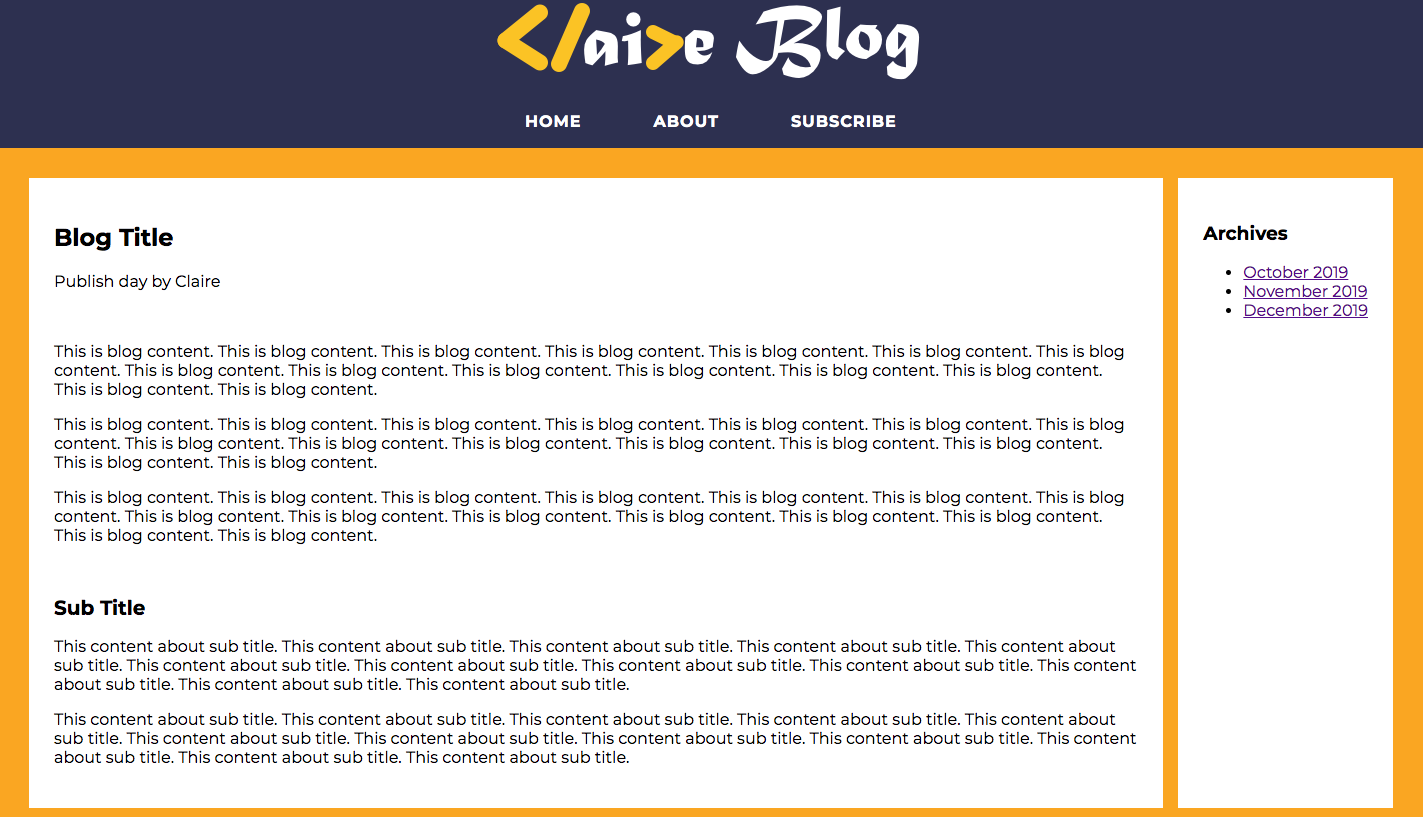 </aire Blog
HOME ABOUT SUBSCRIBE
Blog Title
Publish day by Claire
This is blog content. This is blog content. This is blog content. This is blog content. This is blog content. This is blog content. This is blog
content. This is blog content. This is blog content. This is blog content. This is blog content. This is blog content. This is blog content.
This is blog content. This is blog content.
This is blog content. This is blog content. This is blog content. This is blog content. This is blog content. This is blog content. This is blog
content. This is blog content. This is blog content. This is blog content. This is blog content. This is blog content. This is blog content.
This is blog content. This is blog content.
This is blog content. This is blog content. This is blog content. This is blog content. This is blog content. This is blog content. This is blog
content. This is blog content. This is blog content. This is blog content. This is blog content. This is blog content. This is blog content.
This is blog content. This is blog content.
Sub Title
This content about sub title. This content about sub title. This content about sub title. This content about sub title. This content about
sub title. This content about sub title. This content about sub title. This content about sub title. This content about sub title. This content
about sub title. This content about sub title. This content about sub title.
This content about sub title. This content about sub title. This content about sub title. This content about sub title. This content about
sub title. This content about sub title. This content about sub title. This content about sub title. This content about sub title. This content
about sub title. This content about sub title. This content about sub title.
Archives
October 2019
November 2019
December 2019